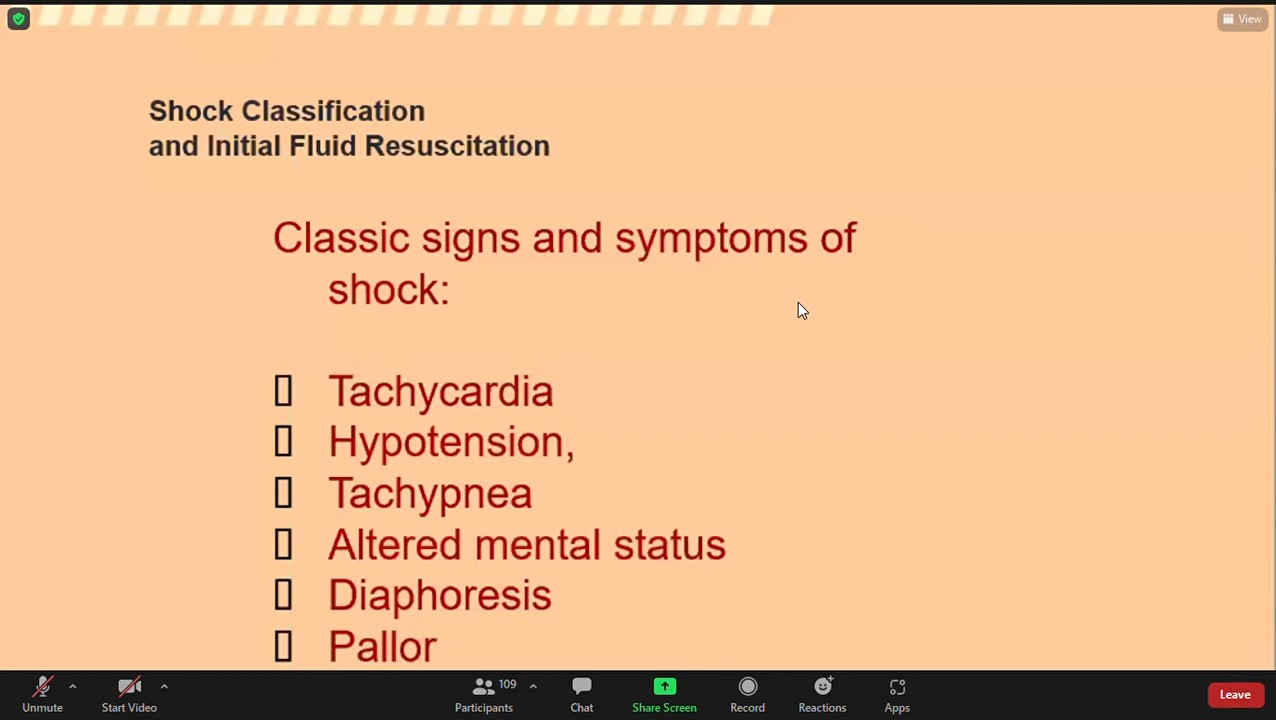 View
Shock Classification
and Initial Fluid Resuscitation
Classic signs and symptoms of
shock:
Tachycardia
Hypotension,
Tachypnea
Altered mental status
Diaphoresis
Pallor
109
Unmute
Start Video
Participants
Chat
Share Screen
Record
Reactions
Apps
Leave